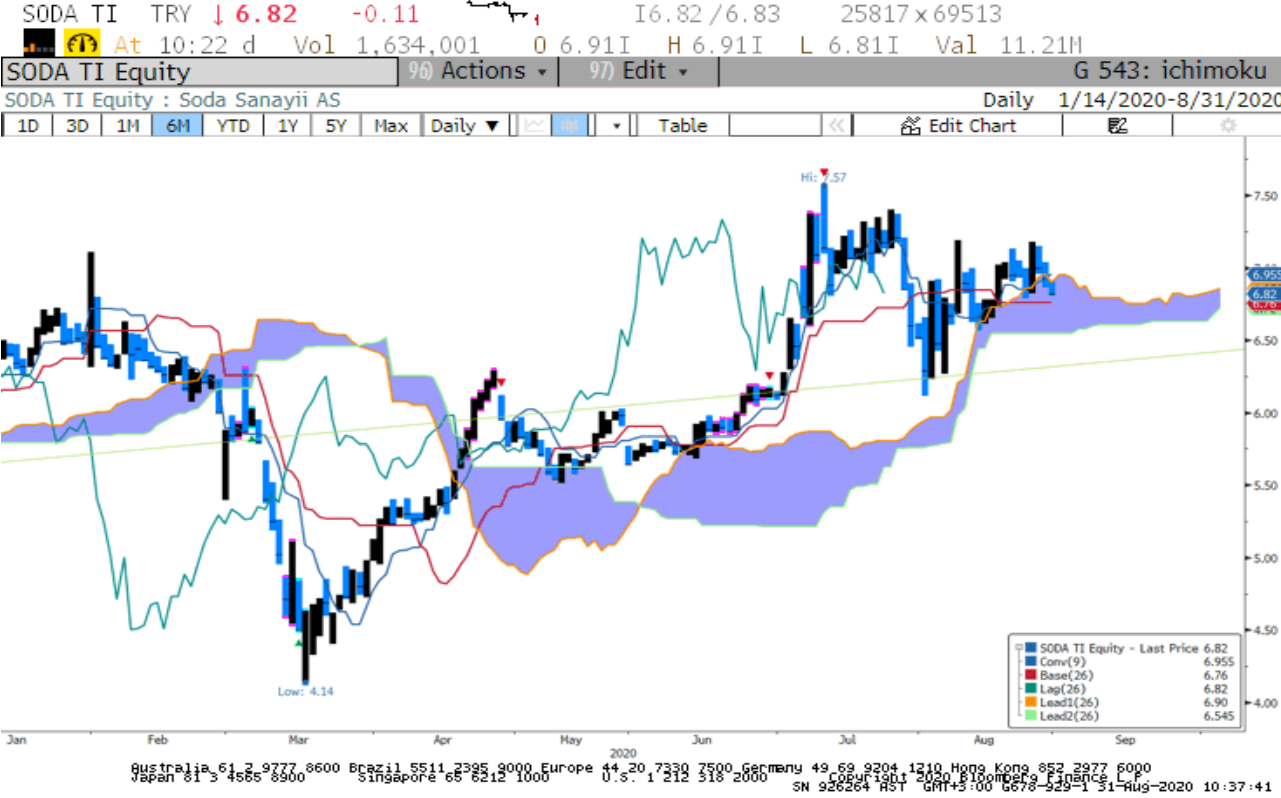 SODA TI TRY ↓ 6.82 -0.11 I6.82/6.83 25817x69513
At 10:22 d Vol 1,634,001 O 6.91I H 6.91I L 6.81I Val 11.21M
SODA TI Equity 96) Actions 97) Edit G 543: ichimoku
SODA TI Equity : Soda Sanayii AS Daily 1/14/2020-8/31/2020
1D 3D 1M 6M YTD 1Y 5Y Max Daily ▼ Table Edit Chart
Hi: 7.57
7.50
7.00
6.955
6.82
6.76
6.50
6.00
5.50
5.00
4.50
4.00
Low: 4.14
SODA TI Equity - Last Price 6.82
Conv(9) 6.955
Base(26) 6.76
Lag(26) 6.82
Lead1(26) 6.90
Lead2(26) 6.545
Jan Feb Mar Apr May Jun Jul Aug Sep
2020
Australia 61 2 9777 8600 Brazil 5511 2395 9000 Europe 44 20 7330 7500 Germany 49 69 9204 1210 Hong Kong 852 2977 6000
Japan 81 3 4565 8900 Singapore 65 6212 1000 U.S. 1 212 318 2000 Copyright 2020 Bloomberg Finance L.P.
SN 926264 AST GMT+3:00 G678-929-1 31-Aug-2020 10:37:41